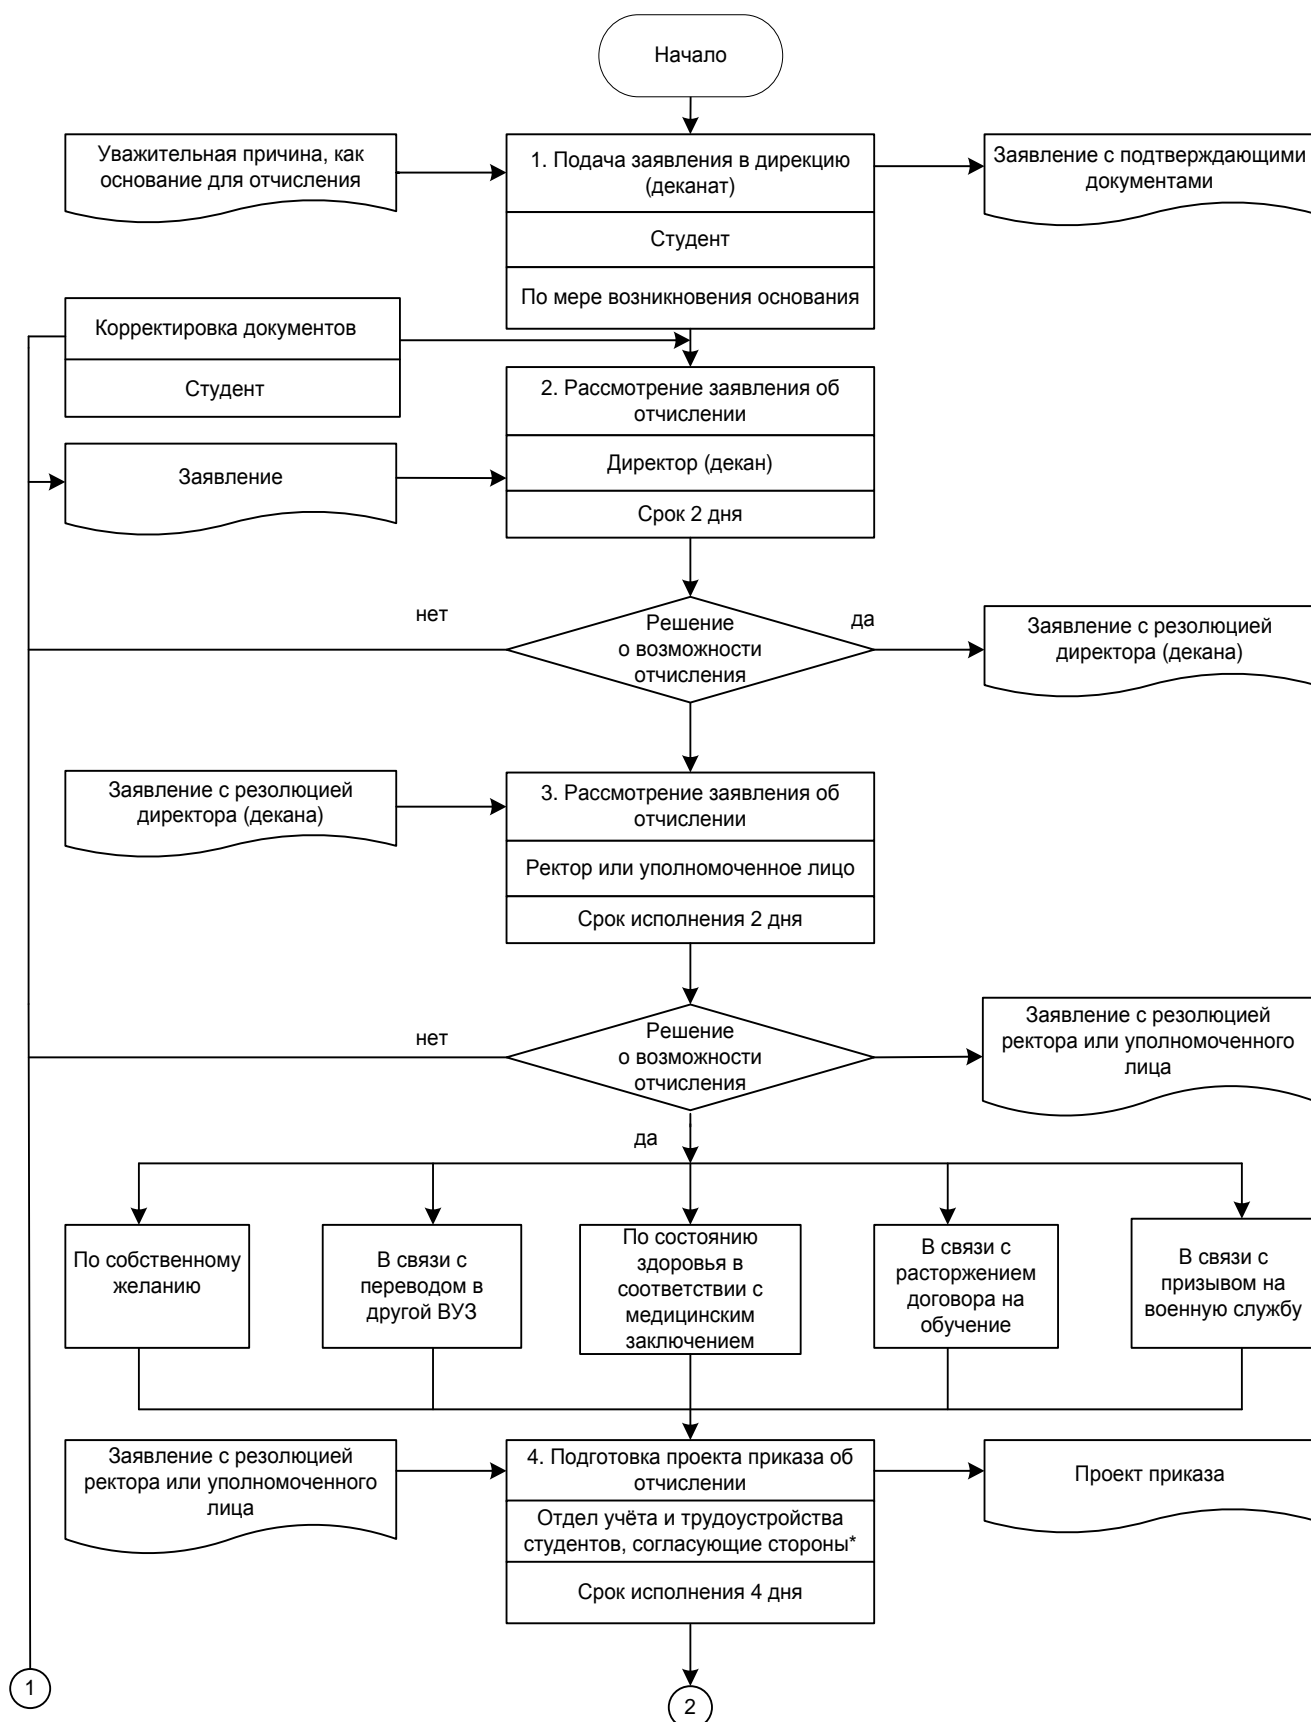 Начало
Уважительная причина, как
основание для отчисления
1. Подача заявления в дирекцию
(деканат)
Студент
По мере возникновения основания
Заявление с подтверждающими
документами
Корректировка документов
Студент
2. Рассмотрение заявления об
отчислении
Директор (декан)
Срок 2 дня
Заявление
нет
Решение
о возможности
отчисления
да
Заявление с резолюцией
директора (декана)
Заявление с резолюцией
директора (декана)
3. Рассмотрение заявления об
отчислении
Ректор или уполномоченное лицо
Срок исполнения 2 дня
нет
Решение
о возможности
отчисления
Заявление с резолюцией
ректора или уполномоченного
лица
да
По собственному
желанию
В связи с
переводом в
другой ВУЗ
По состоянию
здоровья в
соответствии с
медицинским
заключением
В связи с
расторжением
договора на
обучение
В связи с
призывом на
военную службу
Заявление с резолюцией
ректора или уполномоченного
лица
4. Подготовка проекта приказа об
отчислении
Отдел учёта и трудоустройства
студентов, согласующие стороны*
Срок исполнения 4 дня
Проект приказа
1
2